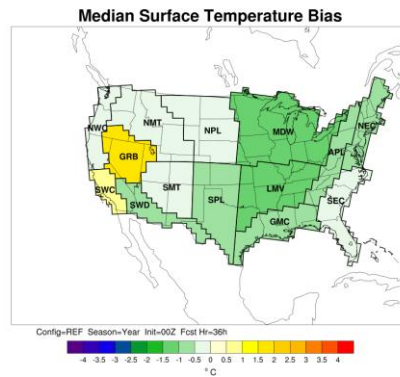 Median Surface Temperature Bias
NWC
NMT
NPL
MDW
NEC
GRB
APL
SWC
SWD
SMT
SPL
LMV
SEC
GMC
Config=REF Season=Year Init=00Z Fcst Hr=36h
-4 -3.5 -3 -2.5 -2 -1.5 -1 -0.5 0 0.5 1 1.5 2 2.5 3 3.5 4
° C